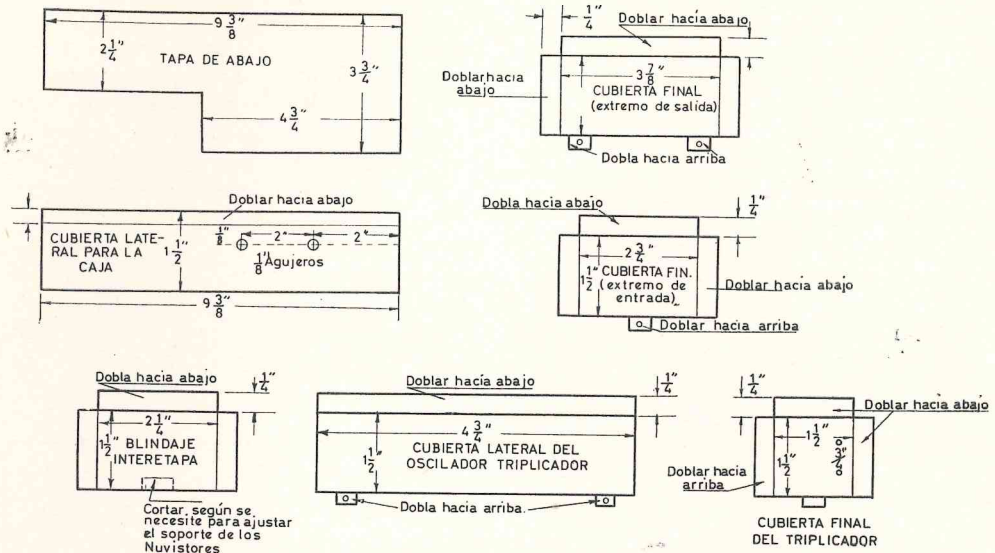 9 3/8"
2 1/4"
TAPA DE ABAJO
3 3/4"
4 3/4"
1/4"
Doblar hacia abajo
Doblar hacia
abajo
3 7/8"
CUBIERTA FINAL
(extremo de salida)
Dobla hacia arriba
Doblar hacia abajo
CUBIERTA LATE-
RAL PARA LA
CAJA
1 1/2"
1/8"
2"
2"
1/8" Agujeros
9 3/8"
Dobla hacia abajo
1/4"
2 3/4"
1 1/2"
CUBIERTA FIN.
(extremo de
entrada)
Doblar hacia abajo
Doblar hacia arriba
Dobla hacia abajo
1/4"
2 1/4"
1 1/2"
BLINDAJE
INTERETAPA
Cortar, según se
necesite para ajustar
el soporte de los
Nuvistores
Doblar hacía abajo
1/4"
4 3/4"
1 1/2"
CUBIERTA LATERAL DEL
OSCILADOR TRIPLICADOR
Dobla hacia arriba.
1/4"
Doblar hacía abajo
1 1/2"
1 1/2"
3/4"
Doblar hacia
arriba
CUBIERTA FINAL
DEL TRIPLICADOR